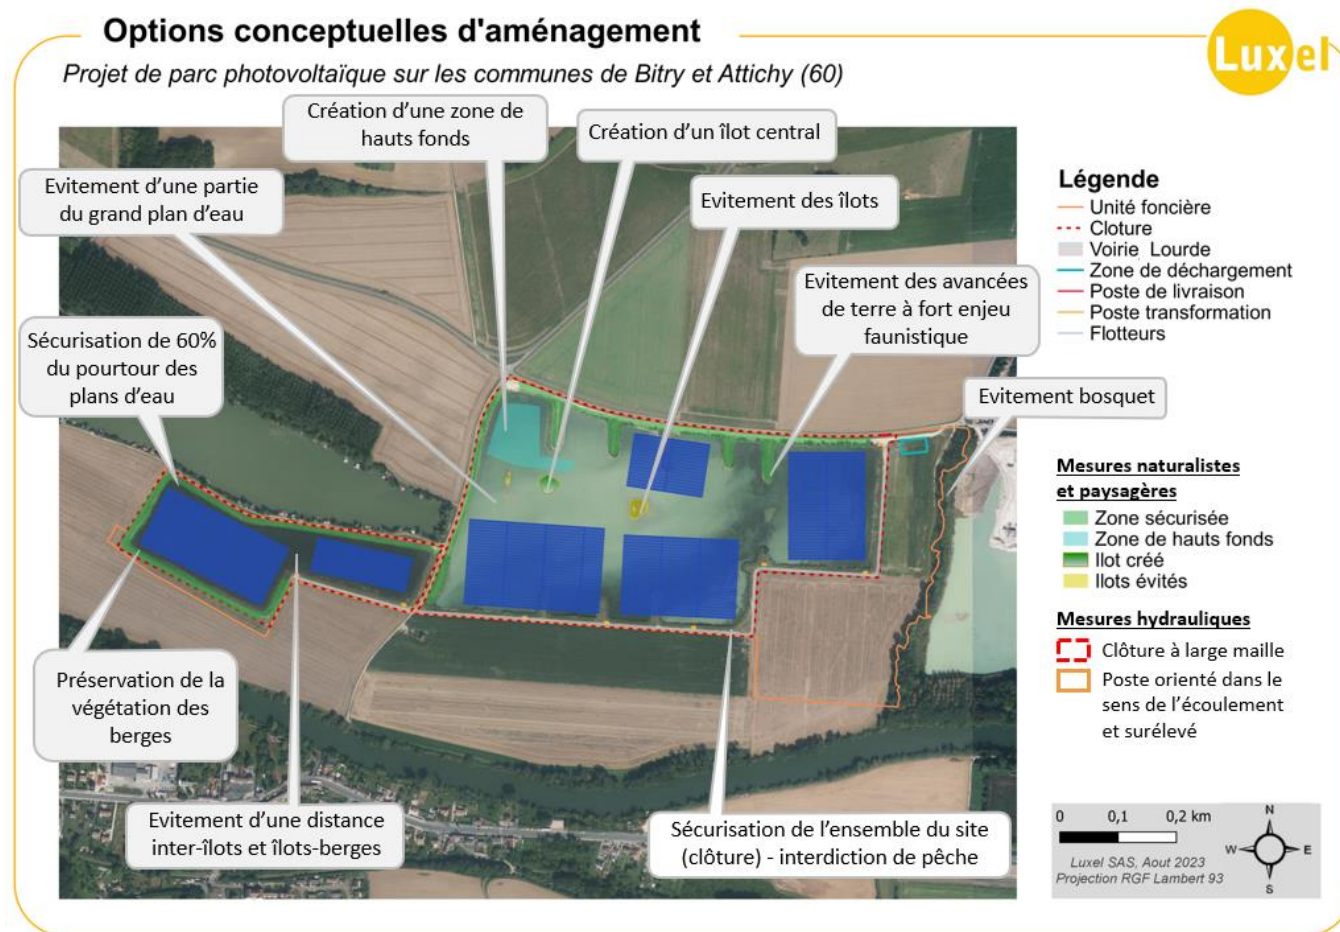 Options conceptuelles d'aménagement
Luxel
Projet de parc photovoltaïque sur les communes de Bitry et Attichy (60)
Création d'une zone de
hauts fonds
Création d'un îlot central
Evitement d'une partie
du grand plan d'eau
Evitement des îlots
Evitement des avancées
de terre à fort enjeu
faunistique
Sécurisation de 60%
du pourtour des
plans d'eau
Evitement bosquet
Préservation de la
végétation des
berges
Evitement d'une distance
inter-îlots et îlots-berges
Sécurisation de l'ensemble du site
(clôture) - interdiction de pêche
Légende
Unité foncière
Cloture
Voirie Lourde
Zone de déchargement
Poste de livraison
Poste transformation
Flotteurs
Mesures naturalistes
et paysagères
Zone sécurisée
Zone de hauts fonds
Ilot créé
Ilots évités
Mesures hydrauliques
Clôture à large maille
Poste orienté dans le
sens de l'écoulement
et surélevé
0 0,1 0,2 km
N
W E
S
Luxel SAS, Aout 2023
Projection RGF Lambert 93